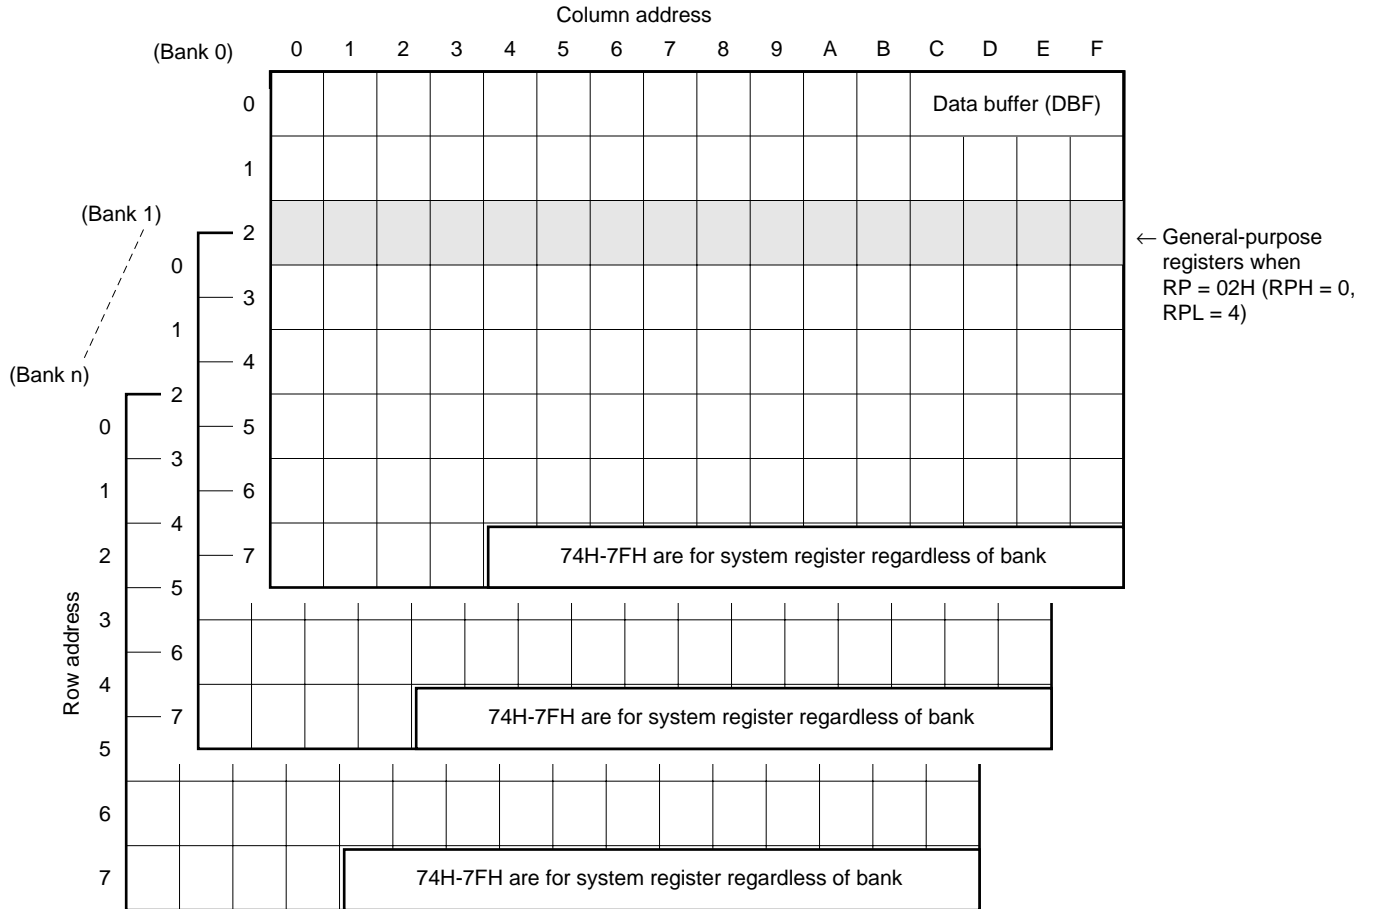 Column address
(Bank 0) 0 1 2 3 4 5 6 7 8 9 A B C D E F
0 Data buffer (DBF)
1
(Bank 1)
2 ← General-purpose
0 registers when
RP = 02H (RPH = 0,
3 RPL = 4)
1
4
(Bank n)
2
0 5
3
1 6
4
2 7 74H-7FH are for system register regardless of bank
5
3
6
4
7 74H-7FH are for system register regardless of bank
5
Row address
6
7 74H-7FH are for system register regardless of bank